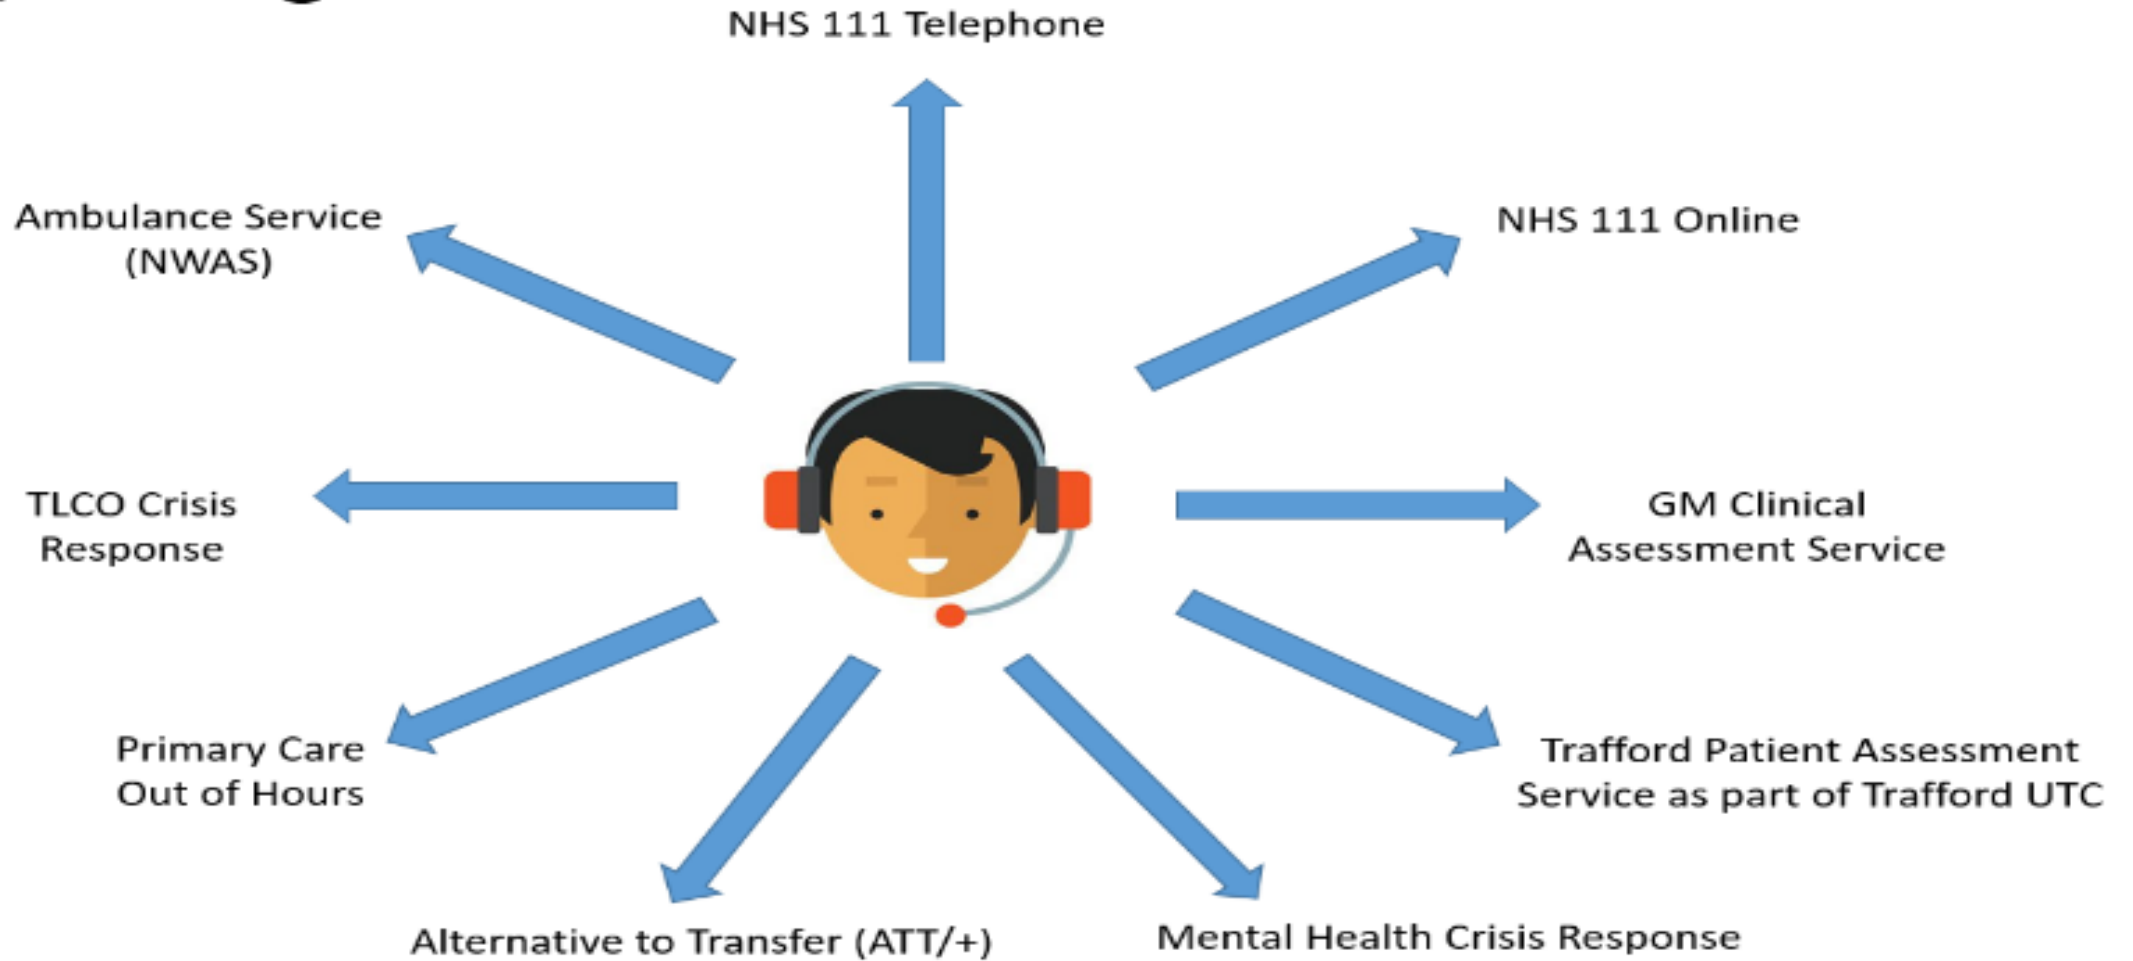 NHS 111 Telephone
Ambulance Service
(NWAS)
NHS 111 Online
TLCO Crisis
Response
GM Clinical
Assessment Service
Primary Care
Out of Hours
Trafford Patient Assessment
Service as part of Trafford UTC
Alternative to Transfer (ATT/+)
Mental Health Crisis Response